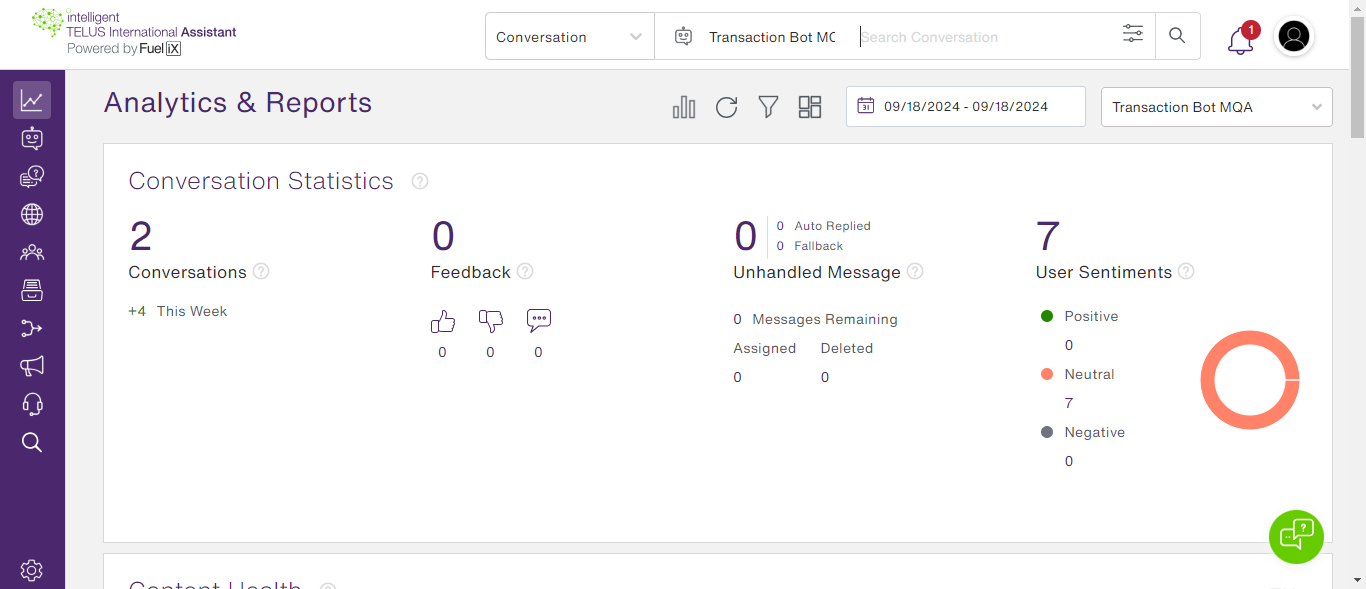 intelligent
TELUS International Assistant
Powered by Fuel iX
Conversation
Transaction Bot MQ
Search Conversation
1
Analytics & Reports
31
09/18/2024 - 09/18/2024
Transaction Bot MQA
Conversation Statistics ?
2
Conversations ?
+4 This Week
0
Feedback ?
0 0 0
0
0 Auto Replied
0 Fallback
Unhandled Message ?
0 Messages Remaining
Assigned Deleted
0 0
7
User Sentiments ?
Positive
0
Neutral
7
Negative
0
?
Content Health ?